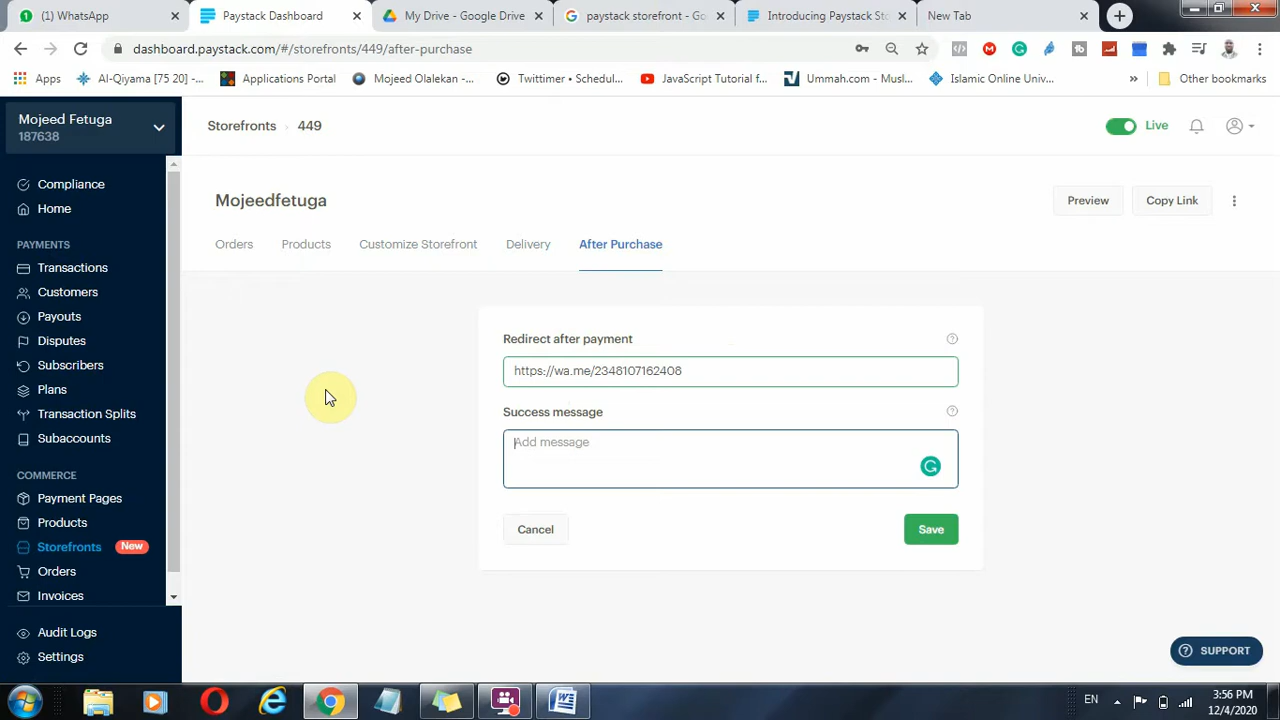 (1) WhatsApp
Paystack Dashboard
My Drive - Google Drive
paystack storefront - Go
Introducing Paystack Sto
New Tab
dashboard.paystack.com/#/storefronts/449/after-purchase
Apps
Al-Qiyama [75 20] -...
Applications Portal
Mojeed Olalekan -...
Twittimer • Schedul...
JavaScript Tutorial f...
Ummah.com - Musl...
Islamic Online Univ...
»
Other bookmarks
Mojeed Fetuga
187638
Storefronts › 449
Live
Compliance
Home
PAYMENTS
Transactions
Customers
Payouts
Disputes
Subscribers
Plans
Transaction Splits
Subaccounts
COMMERCE
Payment Pages
Products
Storefronts New
Orders
Invoices
Audit Logs
Settings
Mojeedfetuga
Preview
Copy Link
Orders
Products
Customize Storefront
Delivery
After Purchase
Redirect after payment
https://wa.me/2348107162408
Success message
Add message
Cancel
Save
SUPPORT
EN
3:56 PM
12/4/2020